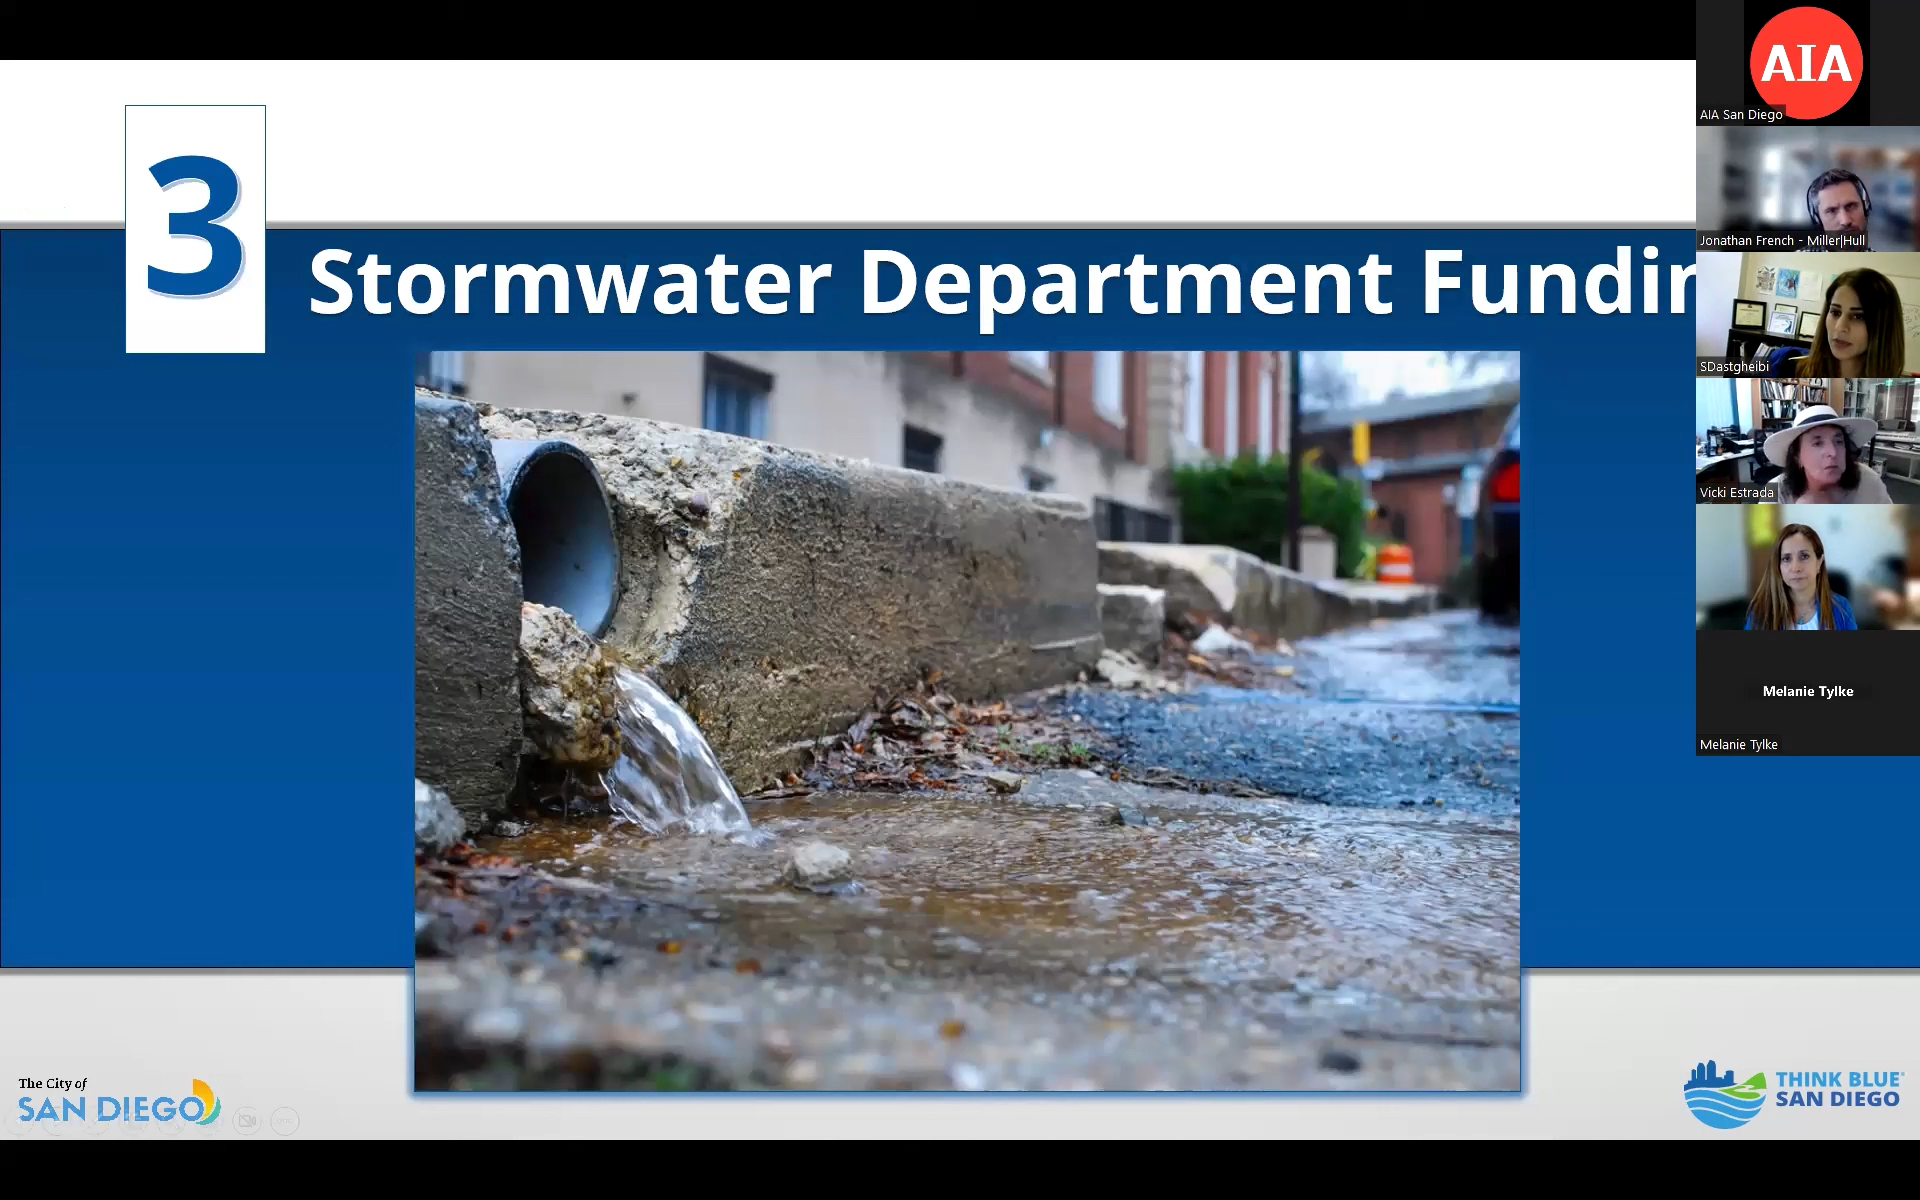 3
Stormwater Department Fundin
The City of
SAN DIEGO
THINK BLUE
SAN DIEGO
AIA
AIA San Diego
Jonathan French - Miller|Hull
SDastgheibi
Vicki Estrada
Melanie Tylke
Melanie Tylke